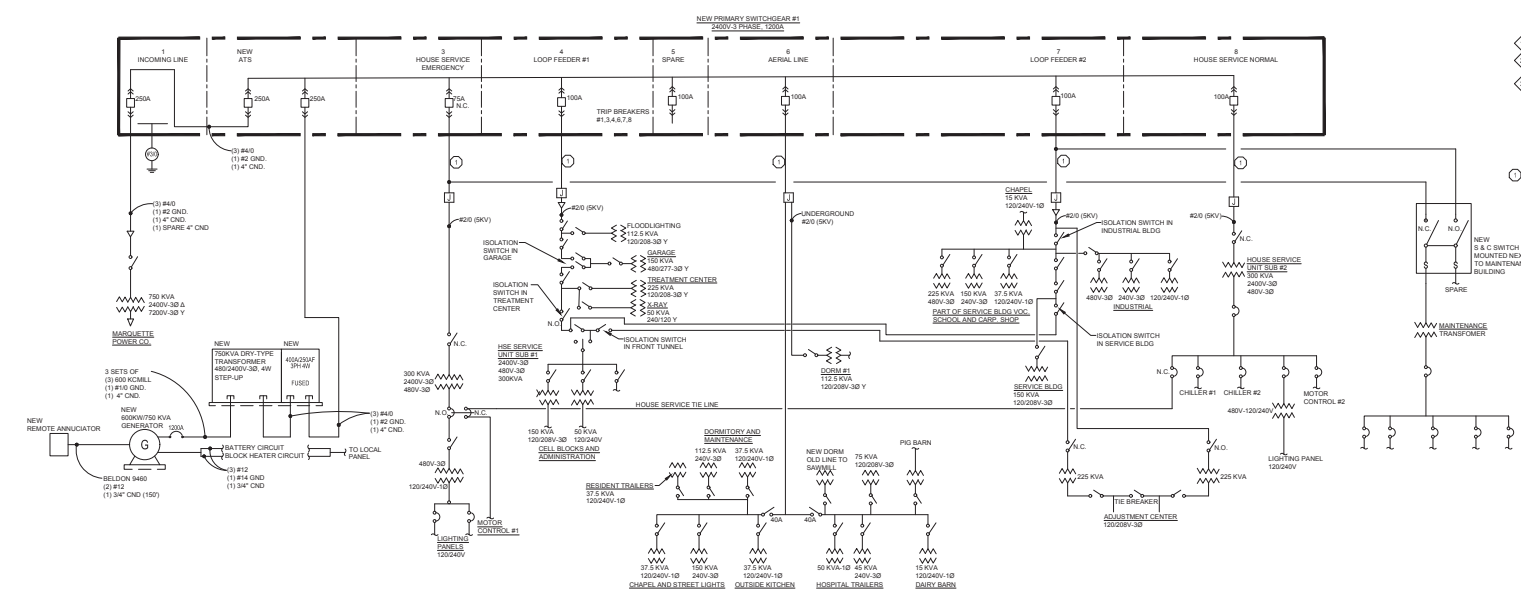 NEW PRIMARY SWITCHGEAR #1
2400V-3 PHASE, 1200A
1
INCOMING LINE
NEW
ATS
3
HOUSE SERVICE
EMERGENCY
4
LOOP FEEDER #1
5
SPARE
6
AERIAL LINE
7
LOOP FEEDER #2
8
HOUSE SERVICE NORMAL
250A
250A
250A
75A
N.C.
100A
100A
100A
100A
100A
TRIP BREAKERS
#1,3,4,6,7,8
(3) #4/0
(1) #2 GND.
(1) 4" CND.
1
1
1
1
1
1
(3) #4/0
(1) #2 GND.
(1) 4" CND.
(1) SPARE 4" CND
J
J
J
J
J
#2/0 (5KV)
#2/0 (5KV)
UNDERGROUND
#2/0 (5KV)
#2/0 (5KV)
#2/0 (5KV)
CHAPEL
15 KVA
120/240V-1Ø
ISOLATION SWITCH IN
INDUSTRIAL BLDG
N.C.
N.C.
N.O.
NEW
S & C SWITCH
MOUNTED NEX
TO MAINTENAN
BUILDING
SPARE
FLOODLIGHTING
112.5 KVA
120/208-3Ø Y
ISOLATION
SWITCH IN
GARAGE
GARAGE
150 KVA
480/277-3Ø Y
TREATMENT CENTER
225 KVA
120/208-3Ø Y
X-RAY
50 KVA
240/120 Y
ISOLATION
SWITCH IN
TREATMENT
CENTER
N.O.
ISOLATION SWITCH
IN FRONT TUNNEL
HOUSE SERVICE
UNIT SUB #2
300 KVA
2400V-3Ø
480V-3Ø
225 KVA
240V-3Ø
150 KVA
240V-3Ø
37.5 KVA
120/240V-1Ø
PART OF SERVICE BLDG VOC.
SCHOOL AND CARP. SHOP
480V-3Ø
240V-3Ø
120/240V-1Ø
INDUSTRIAL
ISOLATION SWITCH
IN SERVICE BLDG
750 KVA
2400V-3Ø Δ
7200V-3Ø Y
MARQUETTE
POWER CO.
MAINTENANCE
TRANSFOMER
NEW
750KVA DRY-TYPE
TRANSFORMER
480/2400V-3Ø, 4W
STEP-UP
NEW
400A/250AF
3PH 4W
FUSED
3 SETS OF
(3) 600 KCMILL
(1) #1/0 GND.
(1) 4" CND.
N.C.
300 KVA
2400V-3Ø
480V-3Ø
HSE SERVICE
UNIT SUB #1
2400V-3Ø
480V-3Ø
300KVA
DORM #1
112.5 KVA
120/208V-3Ø Y
SERVICE BLDG
150 KVA
120/208V-3Ø
N.C.
CHILLER #1
CHILLER #2
MOTOR
CONTROL #2
480V-120/240V
LIGHTING PANEL
120/240V
NEW
REMOTE ANNUCIATOR
NEW
600KW/750 KVA
GENERATOR
1200A
G
(3) #4/0
(1) #2 GND.
(1) 4" CND.
BATTERY CIRCUIT
BLOCK HEATER CIRCUIT
TO LOCAL
PANEL
(3) #12
(1) #14 GND
(1) 3/4" CND
BELDON 9460
(2) #12
(1) 3/4" CND (150')
N.O.
N.C.
HOUSE SERVICE TIE LINE
480V-3Ø
120/240V-1Ø
LIGHTING
PANELS
120/240V
MOTOR
CONTROL #1
150 KVA
120/208V-3Ø
50 KVA
120/240V
CELL BLOCKS AND
ADMINISTRATION
DORMITORY AND
MAINTENANCE
112.5 KVA
240V-3Ø
37.5 KVA
120/240V-1Ø
RESIDENT TRAILERS
37.5 KVA
120/240V-1Ø
NEW DORM
OLD LINE TO
SAWMILL
75 KVA
120/208V-3Ø
PIG BARN
40A
40A
37.5 KVA
120/240V-1Ø
150 KVA
240V-3Ø
CHAPEL AND STREET LIGHTS
37.5 KVA
120/240V-1Ø
OUTSIDE KITCHEN
50 KVA-1Ø
45 KVA
240V-3Ø
HOSPITAL TRAILERS
15 KVA
120/240V-1Ø
DAIRY BARN
N.C.
225 KVA
N.O.
225 KVA
TIE BREAKER
ADJUSTMENT CENTER
120/208V-3Ø